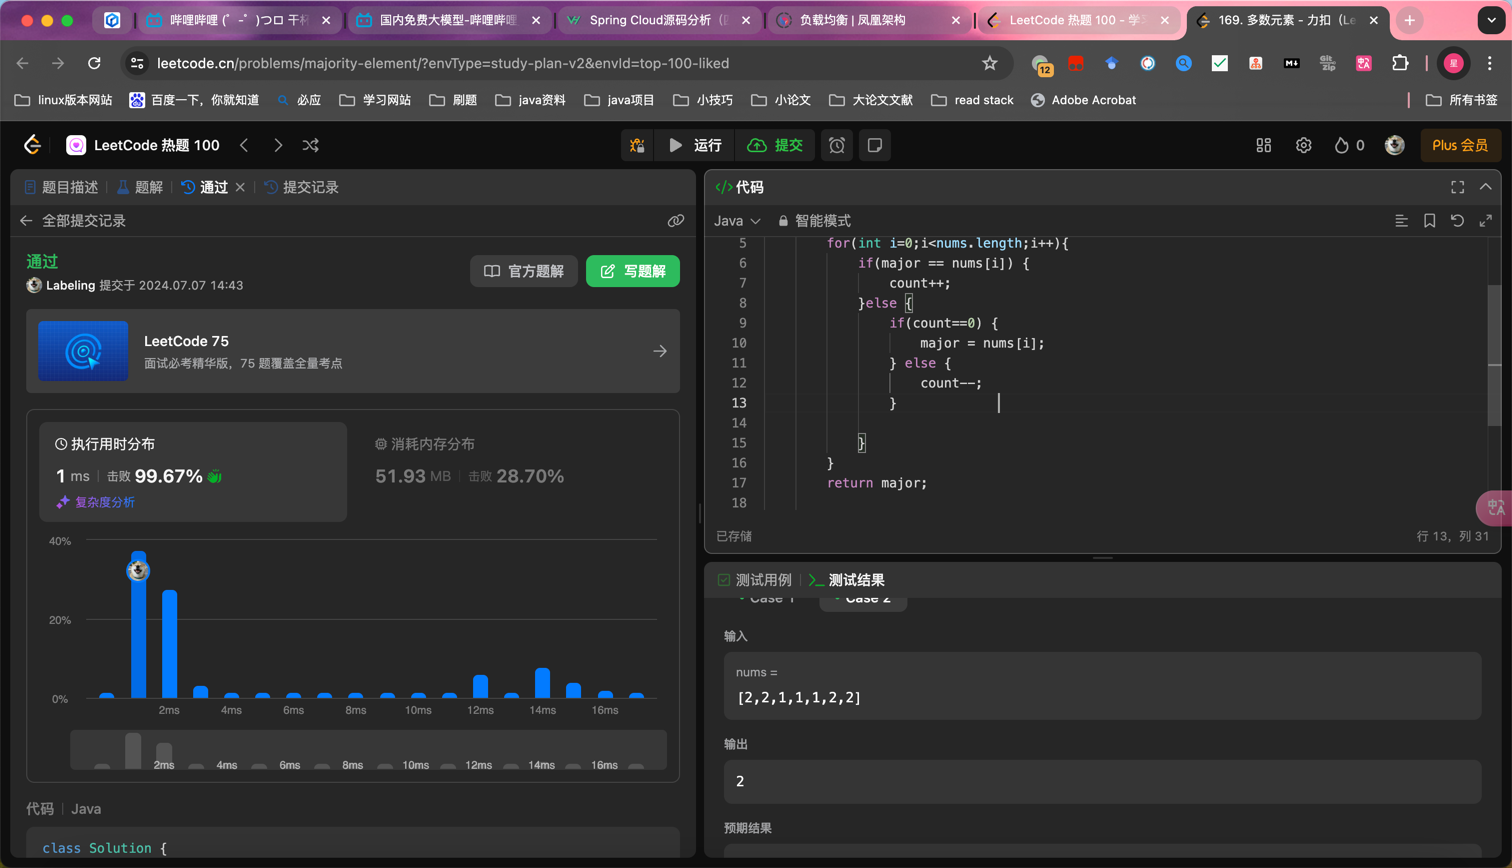 哔哩哔哩 (゜-゜)つロ 干杯
国内免费大模型-哔哩哔哩
Spring Cloud源码分析（
负载均衡 | 凤凰架构
LeetCode 热题 100 - 学
169. 多数元素 - 力扣（Le
leetcode.cn/problems/majority-element/?envType=study-plan-v2&envId=top-100-liked
12
星
linux版本网站
百度一下，你就知道
必应
学习网站
刷题
java资料
java项目
小技巧
小论文
大论文文献
read stack
Adobe Acrobat
所有书签
LeetCode 热题 100
运行
提交
0
Plus 会员
题目描述
题解
通过
提交记录
全部提交记录
通过
Labeling 提交于 2024.07.07 14:43
官方题解
写题解
LeetCode 75
面试必考精华版，75 题覆盖全量考点
执行用时分布
1 ms 击败 99.67%
复杂度分析
消耗内存分布
51.93 MB 击败 28.70%
40%
20%
0%
2ms 4ms 6ms 8ms 10ms 12ms 14ms 16ms
2ms 4ms 6ms 8ms 10ms 12ms 14ms 16ms
代码 | Java
class Solution {
</> 代码
Java
智能模式
5 for(int i=0;i<nums.length;i++){
6 if(major == nums[i]) {
7 count++;
8 }else {
9 if(count==0) {
10 major = nums[i];
11 } else {
12 count--;
13 }
14
15 }
16 }
17 return major;
18
已存储
行 13，列 31
测试用例
测试结果
Case 1
Case 2
输入
nums =
[2,2,1,1,1,2,2]
输出
2
预期结果